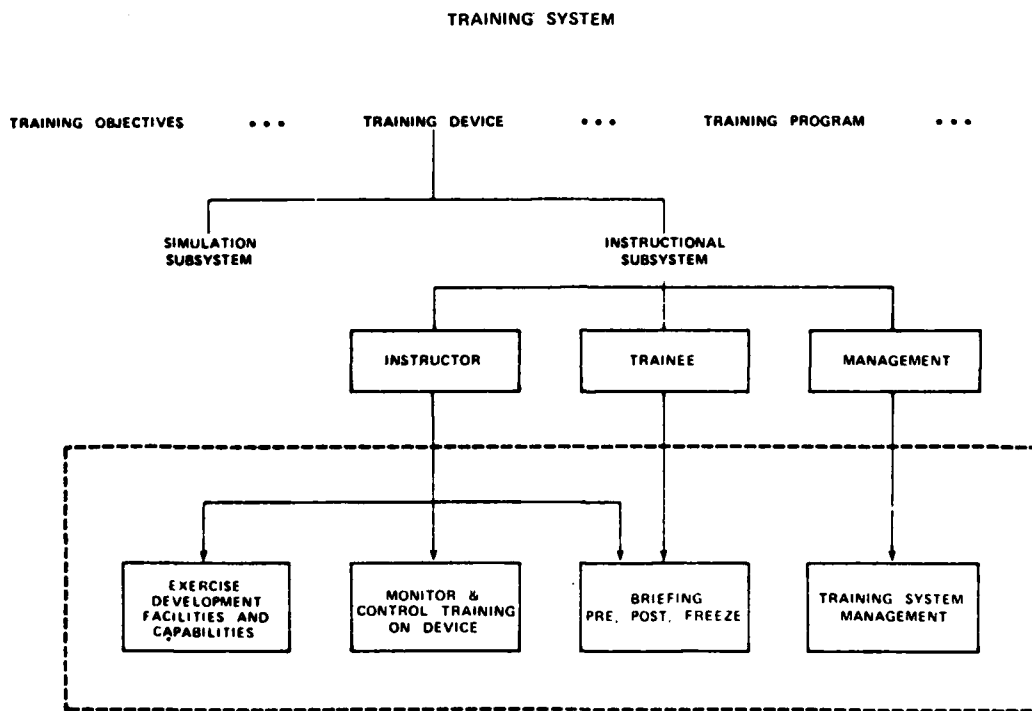 TRAINING SYSTEM
TRAINING OBJECTIVES ••• TRAINING DEVICE ••• TRAINING PROGRAM •••
SIMULATION
SUBSYSTEM
INSTRUCTIONAL
SUBSYSTEM
INSTRUCTOR
TRAINEE
MANAGEMENT
EXERCISE
DEVELOPMENT
FACILITIES AND
CAPABILITIES
MONITOR &
CONTROL TRAINING
ON DEVICE
BRIEFING
PRE, POST, FREEZE
TRAINING SYSTEM
MANAGEMENT